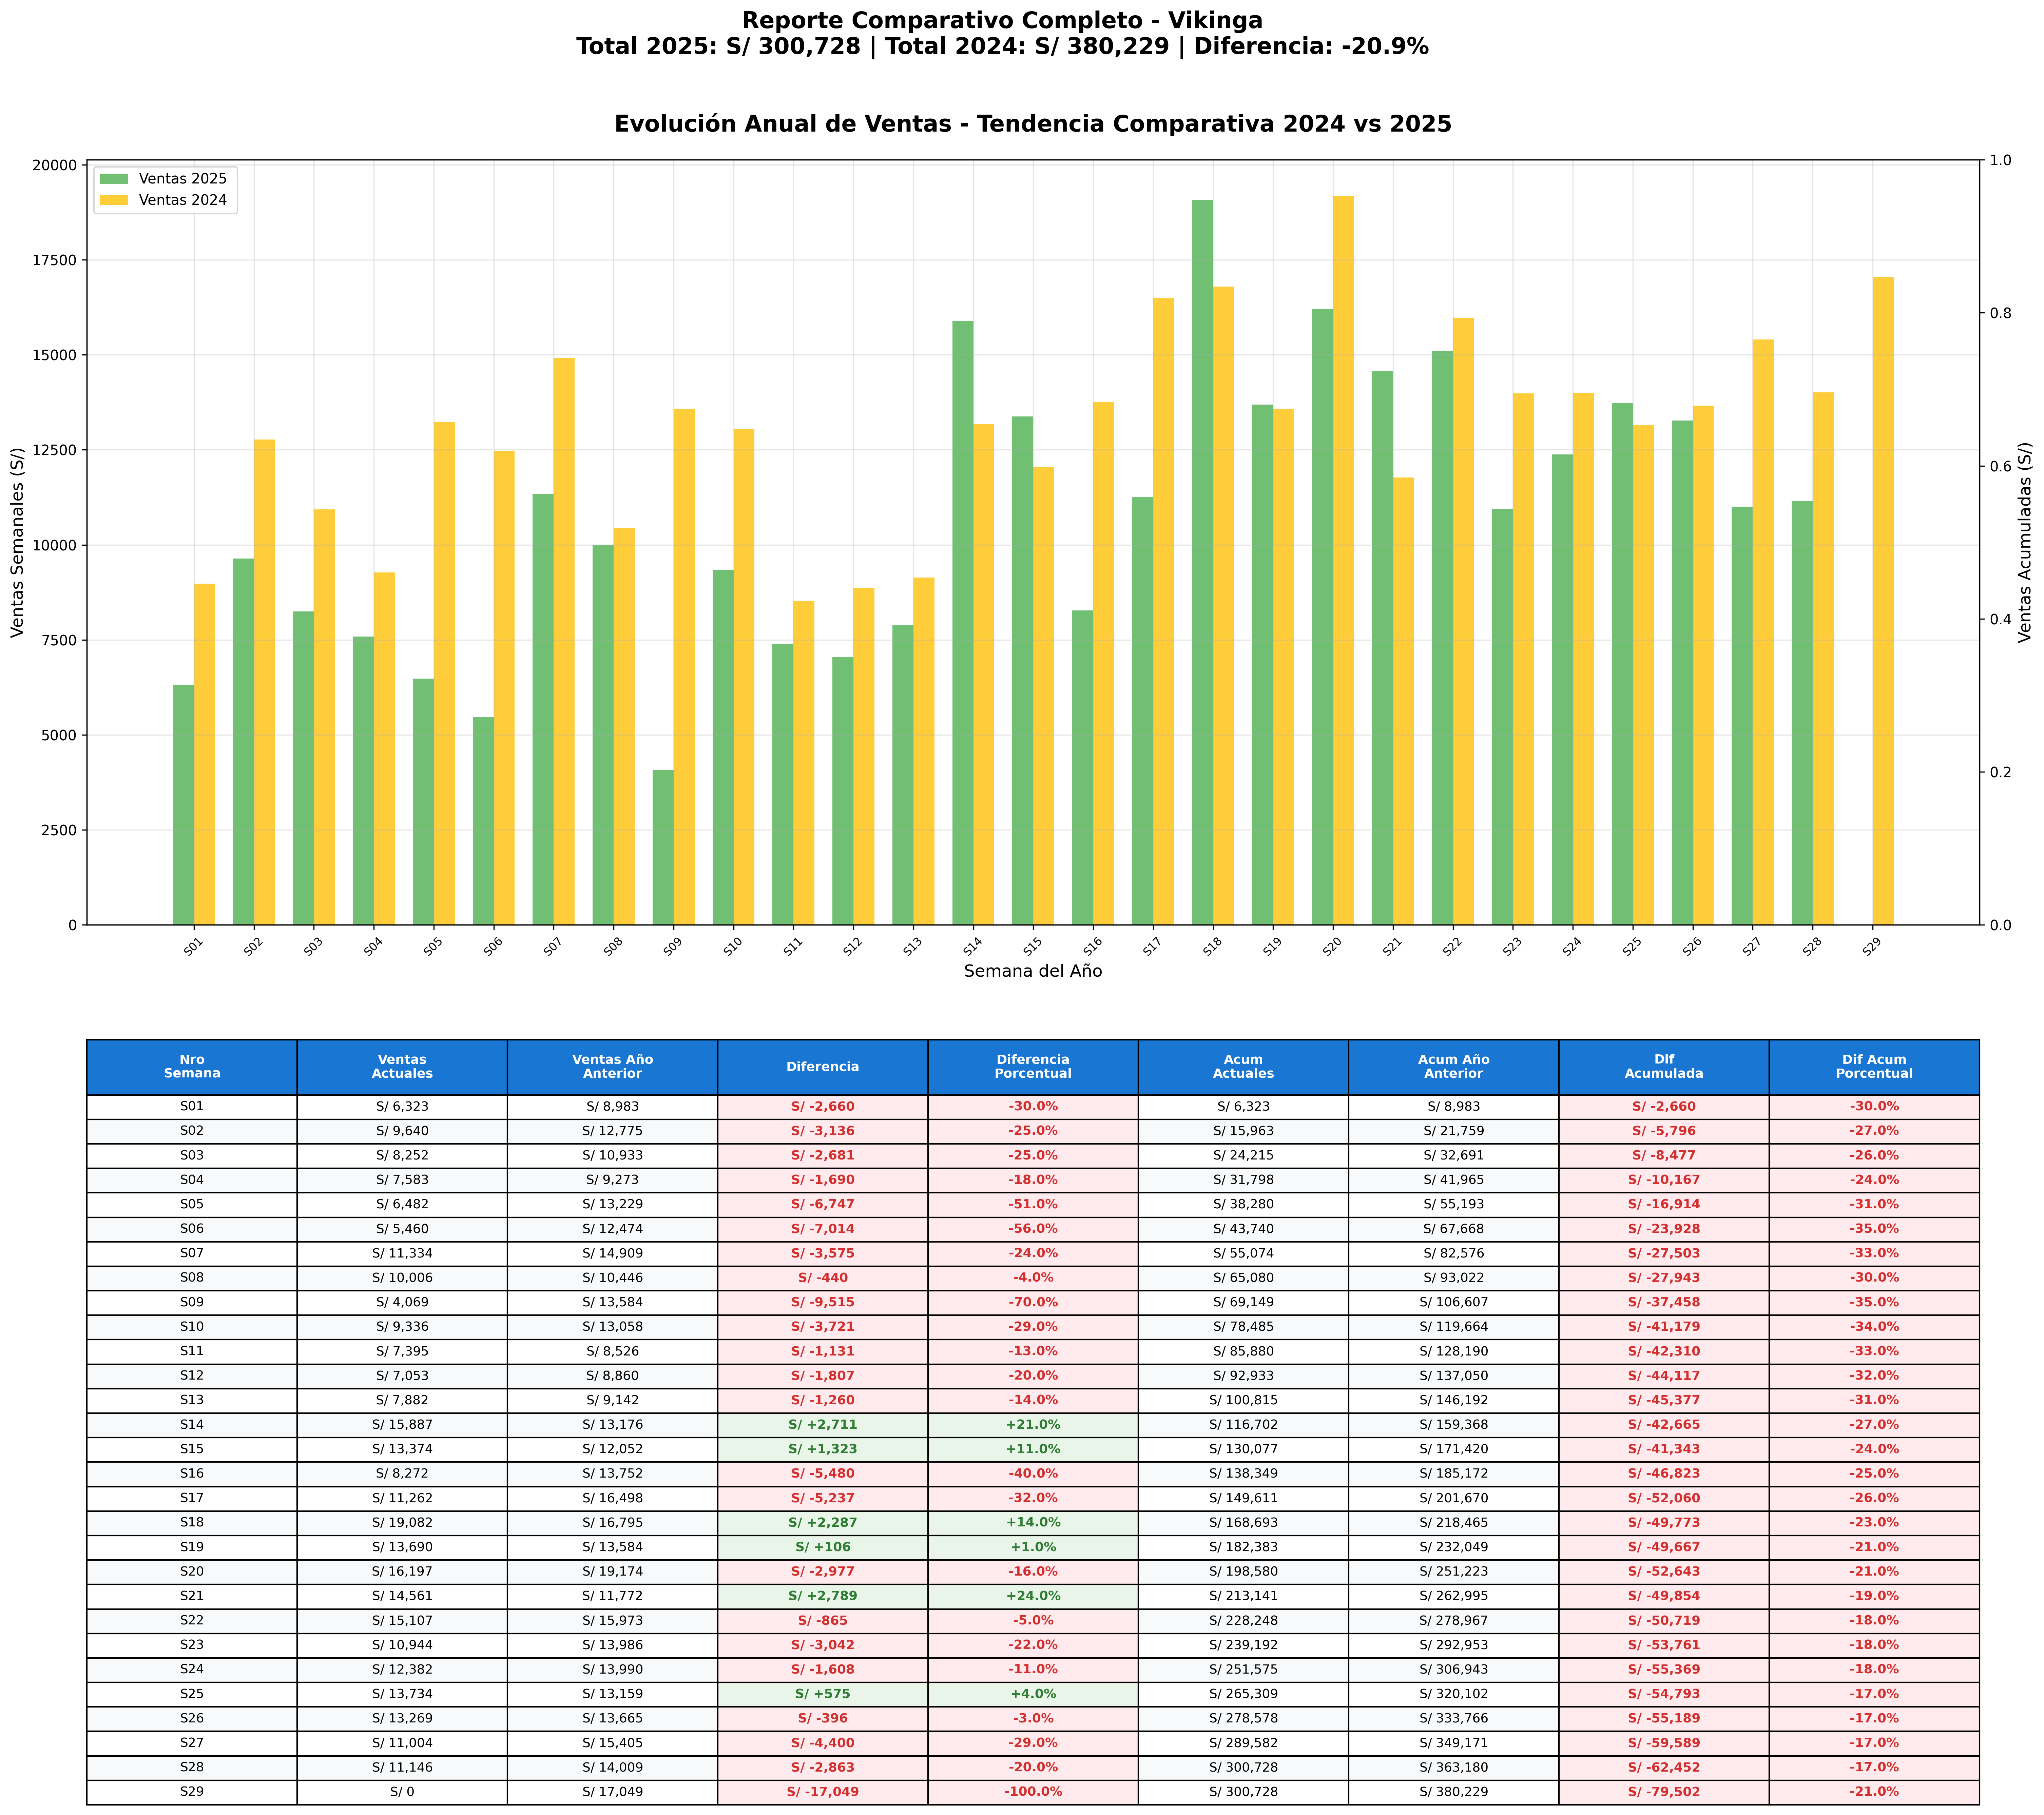 Reporte Comparativo Completo - Vikinga
Total 2025: S/ 300,728 | Total 2024: S/ 380,229 | Diferencia: -20.9%
Evolución Anual de Ventas - Tendencia Comparativa 2024 vs 2025
Ventas 2025
Ventas 2024
Ventas Semanales (S/)
20000
17500
15000
12500
10000
7500
5000
2500
0
1.0
0.8
0.6
0.4
0.2
0.0
Ventas Acumuladas (S/)
S01 S02 S03 S04 S05 S06 S07 S08 S09 S10 S11 S12 S13 S14 S15 S16 S17 S18 S19 S20 S21 S22 S23 S24 S25 S26 S27 S28 S29
Semana del Año
Nro Semana | Ventas Actuales | Ventas Año Anterior | Diferencia | Diferencia Porcentual | Acum Actuales | Acum Año Anterior | Dif Acumulada | Dif Acum Porcentual
S01 S/ 6,323 S/ 8,983 S/ -2,660 -30.0% S/ 6,323 S/ 8,983 S/ -2,660 -30.0%
S02 S/ 9,640 S/ 12,775 S/ -3,136 -25.0% S/ 15,963 S/ 21,759 S/ -5,796 -27.0%
S03 S/ 8,252 S/ 10,933 S/ -2,681 -25.0% S/ 24,215 S/ 32,691 S/ -8,477 -26.0%
S04 S/ 7,583 S/ 9,273 S/ -1,690 -18.0% S/ 31,798 S/ 41,965 S/ -10,167 -24.0%
S05 S/ 6,482 S/ 13,229 S/ -6,747 -51.0% S/ 38,280 S/ 55,193 S/ -16,914 -31.0%
S06 S/ 5,460 S/ 12,474 S/ -7,014 -56.0% S/ 43,740 S/ 67,668 S/ -23,928 -35.0%
S07 S/ 11,334 S/ 14,909 S/ -3,575 -24.0% S/ 55,074 S/ 82,576 S/ -27,503 -33.0%
S08 S/ 10,006 S/ 10,446 S/ -440 -4.0% S/ 65,080 S/ 93,022 S/ -27,943 -30.0%
S09 S/ 4,069 S/ 13,584 S/ -9,515 -70.0% S/ 69,149 S/ 106,607 S/ -37,458 -35.0%
S10 S/ 9,336 S/ 13,058 S/ -3,721 -29.0% S/ 78,485 S/ 119,664 S/ -41,179 -34.0%
S11 S/ 7,395 S/ 8,526 S/ -1,131 -13.0% S/ 85,880 S/ 128,190 S/ -42,310 -33.0%
S12 S/ 7,053 S/ 8,860 S/ -1,807 -20.0% S/ 92,933 S/ 137,050 S/ -44,117 -32.0%
S13 S/ 7,882 S/ 9,142 S/ -1,260 -14.0% S/ 100,815 S/ 146,192 S/ -45,377 -31.0%
S14 S/ 15,887 S/ 13,176 S/ +2,711 +21.0% S/ 116,702 S/ 159,368 S/ -42,665 -27.0%
S15 S/ 13,374 S/ 12,052 S/ +1,323 +11.0% S/ 130,077 S/ 171,420 S/ -41,343 -24.0%
S16 S/ 8,272 S/ 13,752 S/ -5,480 -40.0% S/ 138,349 S/ 185,172 S/ -46,823 -25.0%
S17 S/ 11,262 S/ 16,498 S/ -5,237 -32.0% S/ 149,611 S/ 201,670 S/ -52,060 -26.0%
S18 S/ 19,082 S/ 16,795 S/ +2,287 +14.0% S/ 168,693 S/ 218,465 S/ -49,773 -23.0%
S19 S/ 13,690 S/ 13,584 S/ +106 +1.0% S/ 182,383 S/ 232,049 S/ -49,667 -21.0%
S20 S/ 16,197 S/ 19,174 S/ -2,977 -16.0% S/ 198,580 S/ 251,223 S/ -52,643 -21.0%
S21 S/ 14,561 S/ 11,772 S/ +2,789 +24.0% S/ 213,141 S/ 262,995 S/ -49,854 -19.0%
S22 S/ 15,107 S/ 15,973 S/ -865 -5.0% S/ 228,248 S/ 278,967 S/ -50,719 -18.0%
S23 S/ 10,944 S/ 13,986 S/ -3,042 -22.0% S/ 239,192 S/ 292,953 S/ -53,761 -18.0%
S24 S/ 12,382 S/ 13,990 S/ -1,608 -11.0% S/ 251,575 S/ 306,943 S/ -55,369 -18.0%
S25 S/ 13,734 S/ 13,159 S/ +575 +4.0% S/ 265,309 S/ 320,102 S/ -54,793 -17.0%
S26 S/ 13,269 S/ 13,665 S/ -396 -3.0% S/ 278,578 S/ 333,766 S/ -55,189 -17.0%
S27 S/ 11,004 S/ 15,405 S/ -4,400 -29.0% S/ 289,582 S/ 349,171 S/ -59,589 -17.0%
S28 S/ 11,146 S/ 14,009 S/ -2,863 -20.0% S/ 300,728 S/ 363,180 S/ -62,452 -17.0%
S29 S/ 0 S/ 17,049 S/ -17,049 -100.0% S/ 300,728 S/ 380,229 S/ -79,502 -21.0%